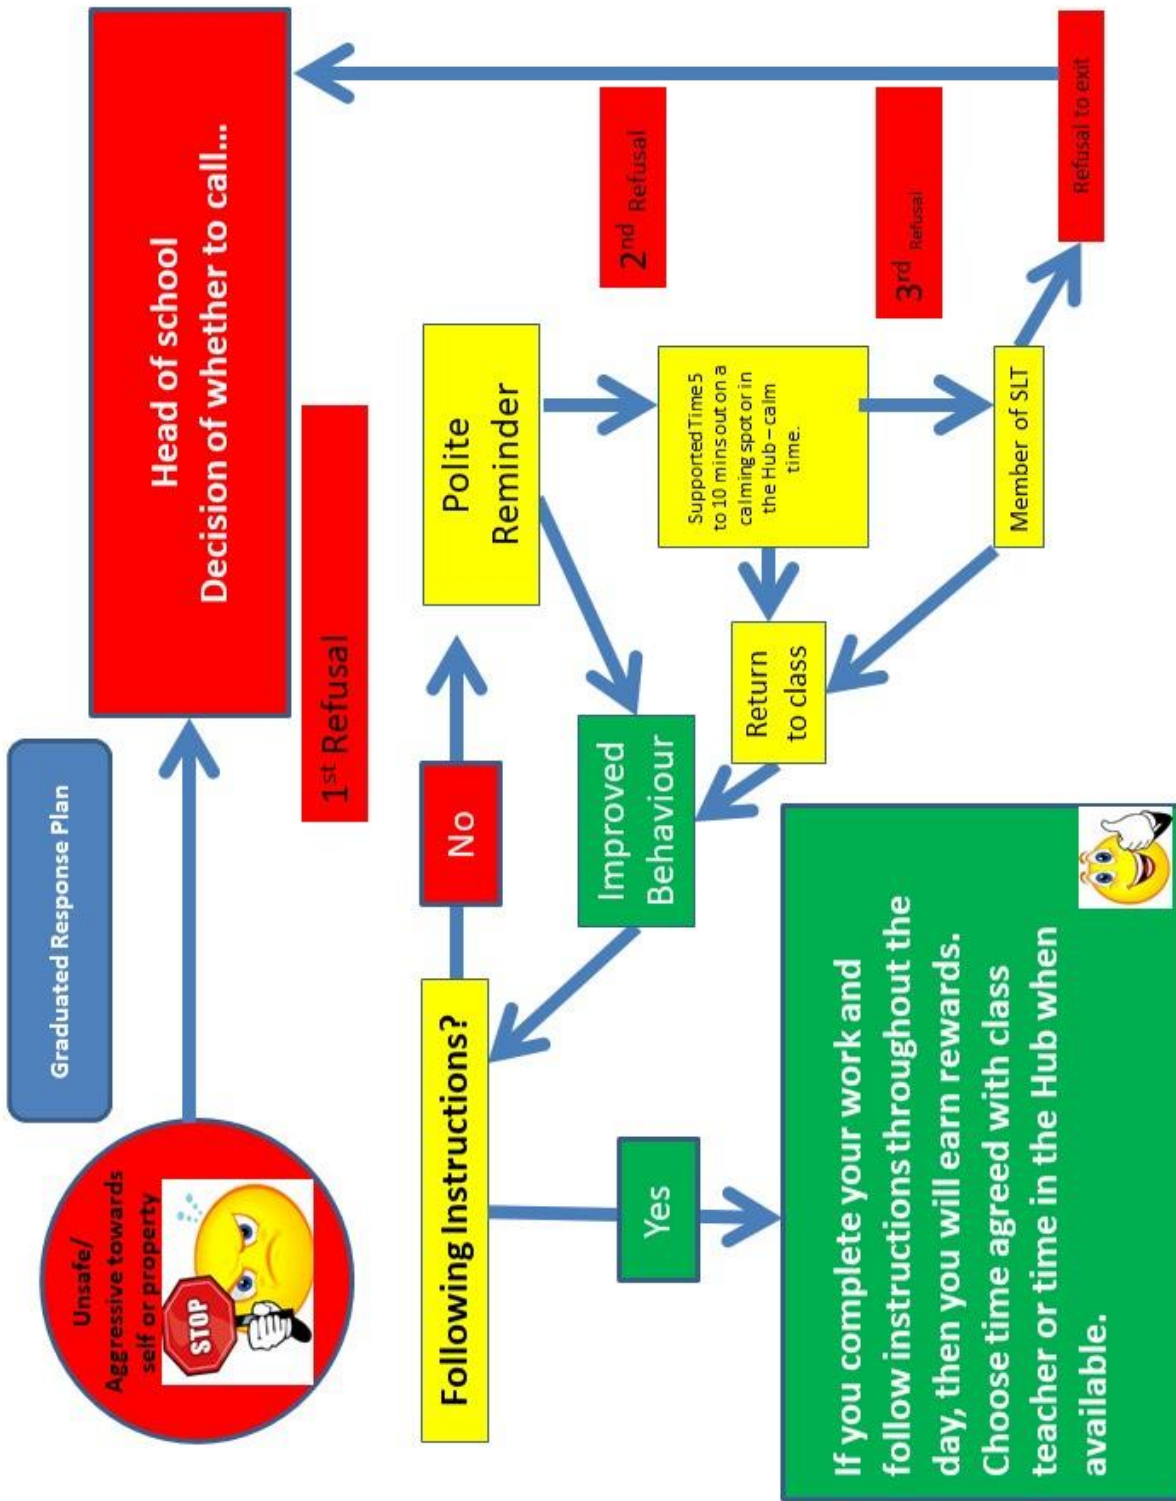 Graduated Response Plan
Unsafe/
Aggressive towards
self or property
STOP
Head of school
Decision of whether to call...
1st Refusal
Following Instructions?
No
Polite
Reminder
2nd Refusal
Yes
Improved
Behaviour
Supported Time 5
to 10 mins out on a
calming spot or in
the Hub – calm
time.
Return
to class
3rd Refusal
Member of SLT
Refusal to exit
If you complete your work and
follow instructions throughout the
day, then you will earn rewards.
Choose time agreed with class
teacher or time in the Hub when
available.